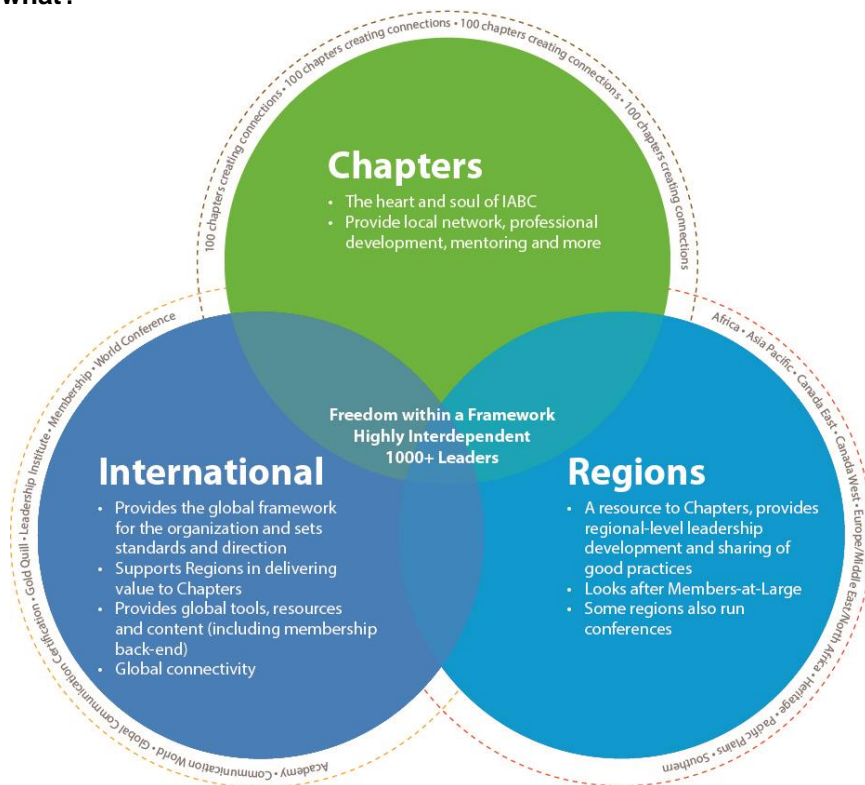 what?
100 chapters creating connections • 100 chapters creating connections • 100 chapters creating connections • 100 chapters creating connections
Chapters
• The heart and soul of IABC
• Provide local network, professional
development, mentoring and more
Freedom within a Framework
Highly Interdependent
1000+ Leaders
International
• Provides the global framework
for the organization and sets
standards and direction
• Supports Regions in delivering
value to Chapters
• Provides global tools, resources
and content (including membership
back-end)
• Global connectivity
Academy • Communication World • Global Communication Certification • Gold Quill • Leadership Institute • Membership • World Conference
Regions
• A resource to Chapters, provides
regional-level leadership
development and sharing of
good practices
• Looks after Members-at-Large
• Some regions also run
conferences
Africa • Asia Pacific • Canada East • Canada West • Europe/Middle East/North Africa • Heritage • Pacific Plains • Southern